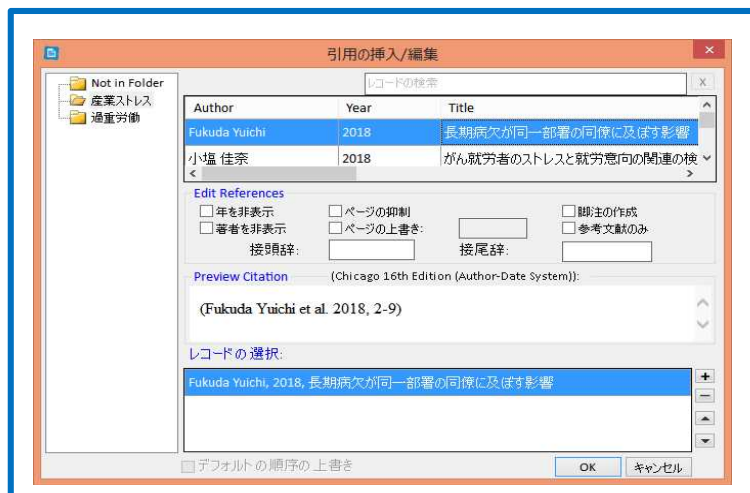 引用の挿入/編集
Not in Folder
産業ストレス
過重労働
レコードの検索
X
Author Year Title
Fukuda Yuichi 2018 長期病欠が同一部署の同僚に及ぼす影響
小塩 佳奈 2018 がん就労者のストレスと就労意向の関連の検
Edit References
年を非表示 ページの抑制 脚注の作成
著者を非表示 ページの上書き: 参考文献のみ
接頭辞: 接尾辞:
Preview Citation (Chicago 16th Edition (Author-Date System)):
(Fukuda Yuichi et al. 2018, 2-9)
レコードの選択:
Fukuda Yuichi, 2018, 長期病欠が同一部署の同僚に及ぼす影響
デフォルトの順序の上書き
OK キャンセル